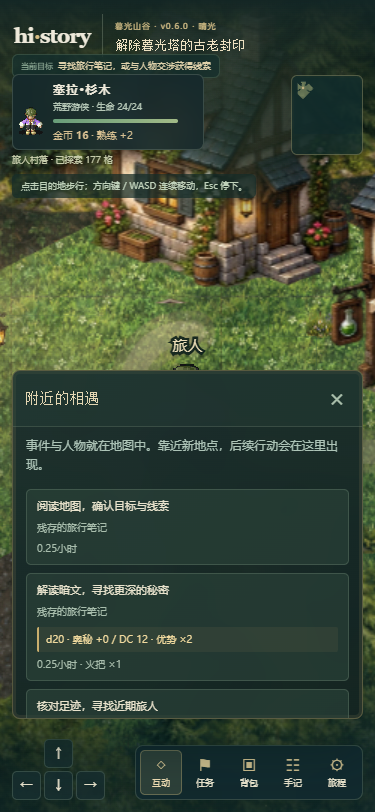 hi·story
暮光山谷 · v0.6.0 · 晴光
解除暮光塔的古老封印
当前目标 寻找旅行笔记，或与人物交涉获得线索
塞拉·杉木
荒野游侠 · 生命 24/24
金币 16 · 熟练 +2
旅人村落 · 已探索 177 格
点击目的地步行；方向键 / WASD 连续移动，Esc 停下。
旅人
附近的相遇
×
事件与人物就在地图中。靠近新地点，后续行动会在这里出
现。
阅读地图，确认目标与线索
残存的旅行笔记
0.25小时
解读暗文，寻找更深的秘密
残存的旅行笔记
d20 · 奥秘 +0 / DC 12 · 优势 ×2
0.25小时 · 火把 ×1
核对足迹，寻找近期旅人
↑
← ↓ →
互动 任务 背包 手记 旅程